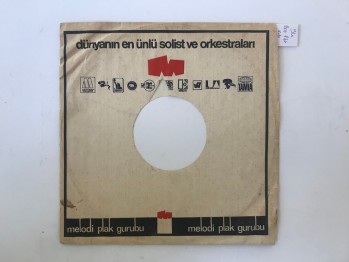 dünyanın en ünlü solist ve orkestraları
melodi plak gurubu
melodi plak gurubu